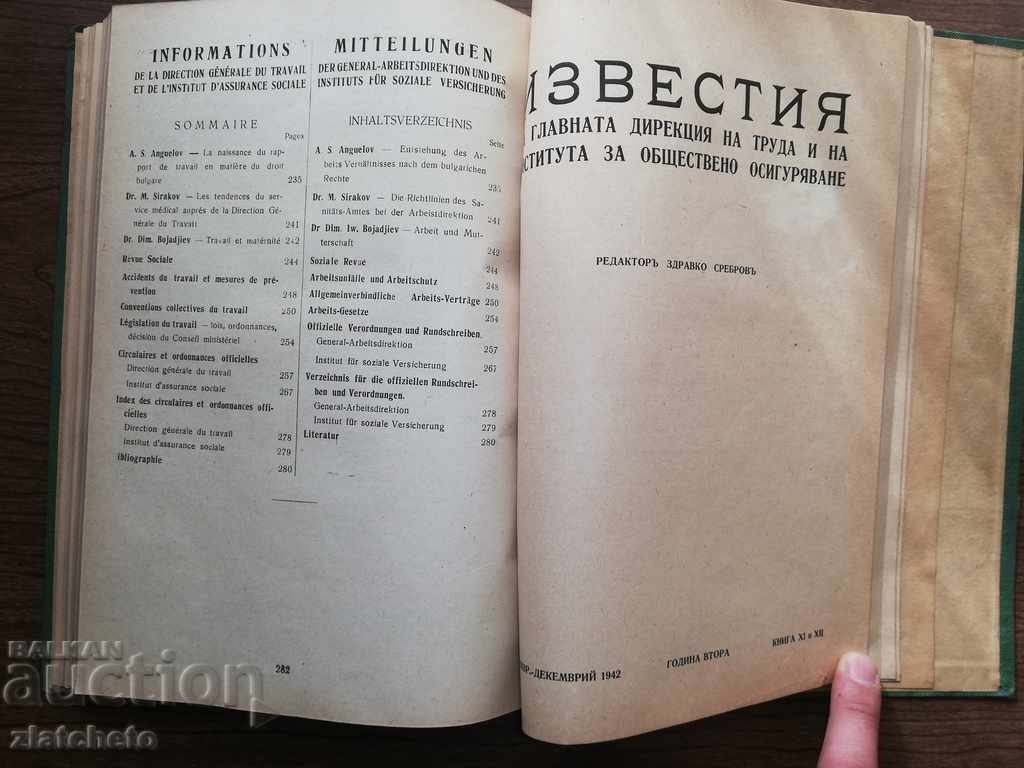 INFORMATIONS
DE LA DIRECTION GÉNÉRALE DU TRAVAIL
ET DE L'INSTITUT D'ASSURANCE SOCIALE
SOMMAIRE
Pages
A. S. Anguelov — La naissance du rap-
port de travail en matière du droit
bulgare 235
Dr. M. Sirakov — Les tendences du ser-
vice médical auprès de la Direction Gé-
nérale du Travail 241
Dr. Dim. Bojadjiev — Travail et maternité 242
Revue Sociale 244
Accidents du travail et mesures de pré-
vention 248
Conventions collectives du travail 250
Législation du travail — lois, ordonnances,
décision du Conseil ministériel 254
Circulaires et ordonnances officielles
Direction générale du travail 257
Institut d'assurance sociale 267
Index des circulaires et ordonnances offi-
cielles
Direction générale du travail 278
Institut d'assurance sociale 279
ibliographie 280
MITTEILUNGEN
DER GENERAL-ARBEITSDIREKTION UND DES
INSTITUTS FÜR SOZIALE VERSICHERUNG
INHALTSVERZEICHNIS
Seite
A. S. Anguelov — Entstehung des Ar-
beits Verhältnisses nach dem bulgarichen
Rechte 235
Dr. M. Sirakov — Die Richtlinien des Sa-
nitäts-Amtes bei der Arbeitsdirektion 241
Dr Dim. Iw. Bojadjiev — Arbeit und Mut-
terschaft 242
Soziale Revue 244
Arbeitsunfälle und Arbeitschutz 248
Allgemeinverbindliche Arbeits-Verträge 250
Arbeits-Gesetze 254
Offizielle Verordnungen und Rundschreiben.
General-Arbeitsdirektion 257
Institut für soziale Versicherung 267
Verzeichnis für die offiziellen Rundschrei-
ben und Verordnungen.
General-Arbeitsdirektion 278
Institut für soziale Versicherung 279
Literatur 280
282
ИЗВЕСТИЯ
ГЛАВНАТА ДИРЕКЦИЯ НА ТРУДА И НА
СТИТУТА ЗА ОБЩЕСТВЕНО ОСИГУРЯВАНЕ
РЕДАКТОРЪ ЗДРАВКО СРЕБРОВЪ
-ДЕКЕМВРИЙ 1942 ГОДИНА ВТОРА КНИГА XI и XII
BALKAN
auction
zlatcheto